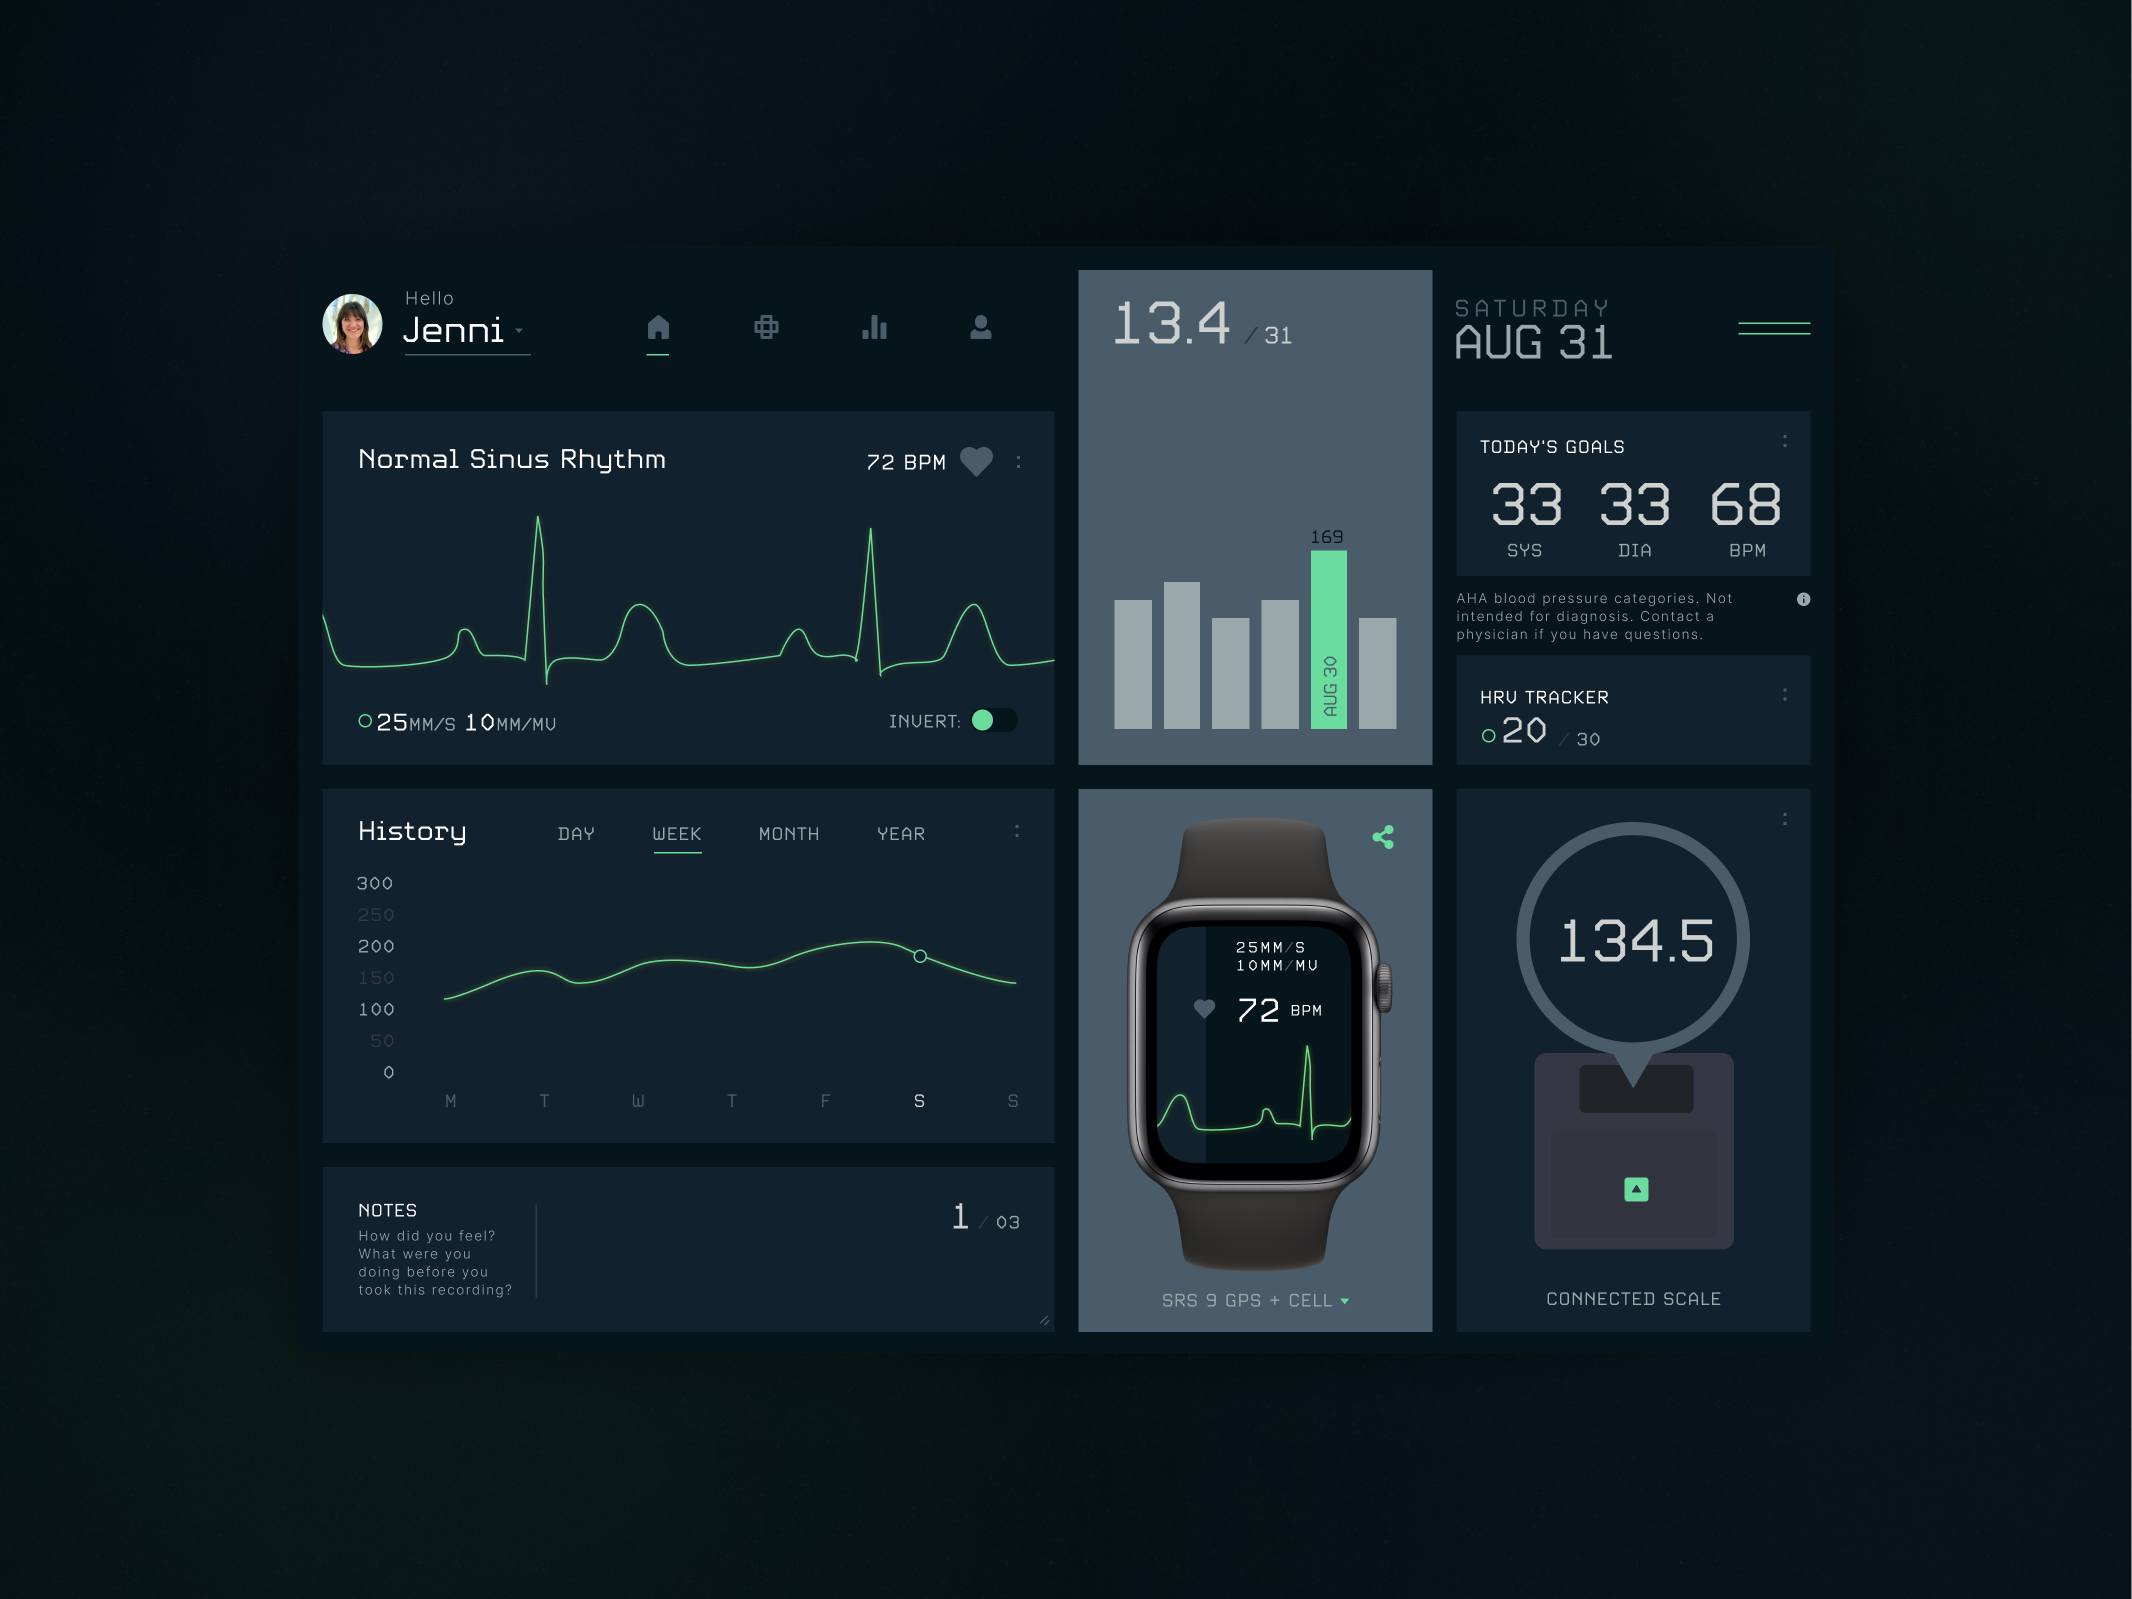 Hello
Jenni
13.4 / 31
SATURDAY
AUG 31
Normal Sinus Rhythm
72 BPM
25MM/S 10MM/MV
INVERT:
169
AUG 30
TODAY'S GOALS
33 33 68
SYS DIA BPM
AHA blood pressure categories. Not
intended for diagnosis. Contact a
physician if you have questions.
HRV TRACKER
20 / 30
History
DAY WEEK MONTH YEAR
300
250
200
150
100
50
0
M T W T F S S
NOTES
How did you feel?
What were you
doing before you
took this recording?
1 / 03
25MM/S
10MM/MV
72 BPM
SRS 9 GPS + CELL
134.5
CONNECTED SCALE